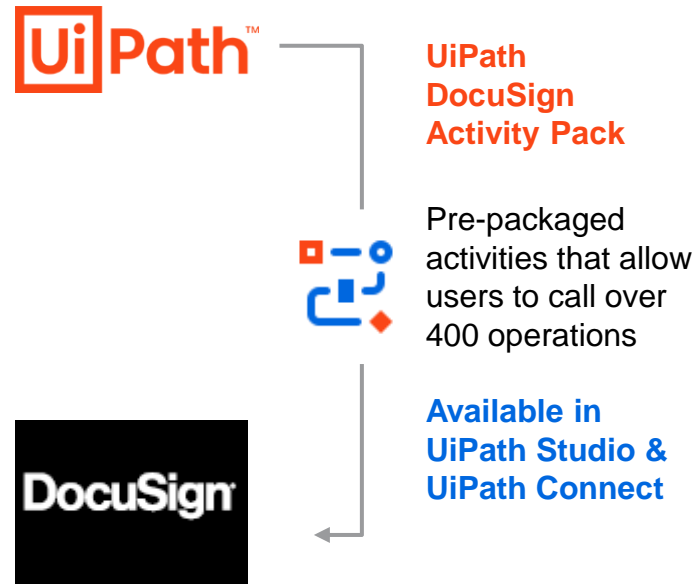 UiPath™
UiPath
DocuSign
Activity Pack
Pre-packaged
activities that allow
users to call over
400 operations
Available in
UiPath Studio &
UiPath Connect
DocuSign